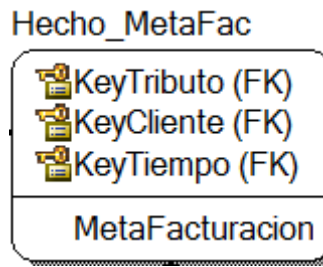 Hecho_MetaFac
KeyTributo (FK)
KeyCliente (FK)
KeyTiempo (FK)
MetaFacturacion